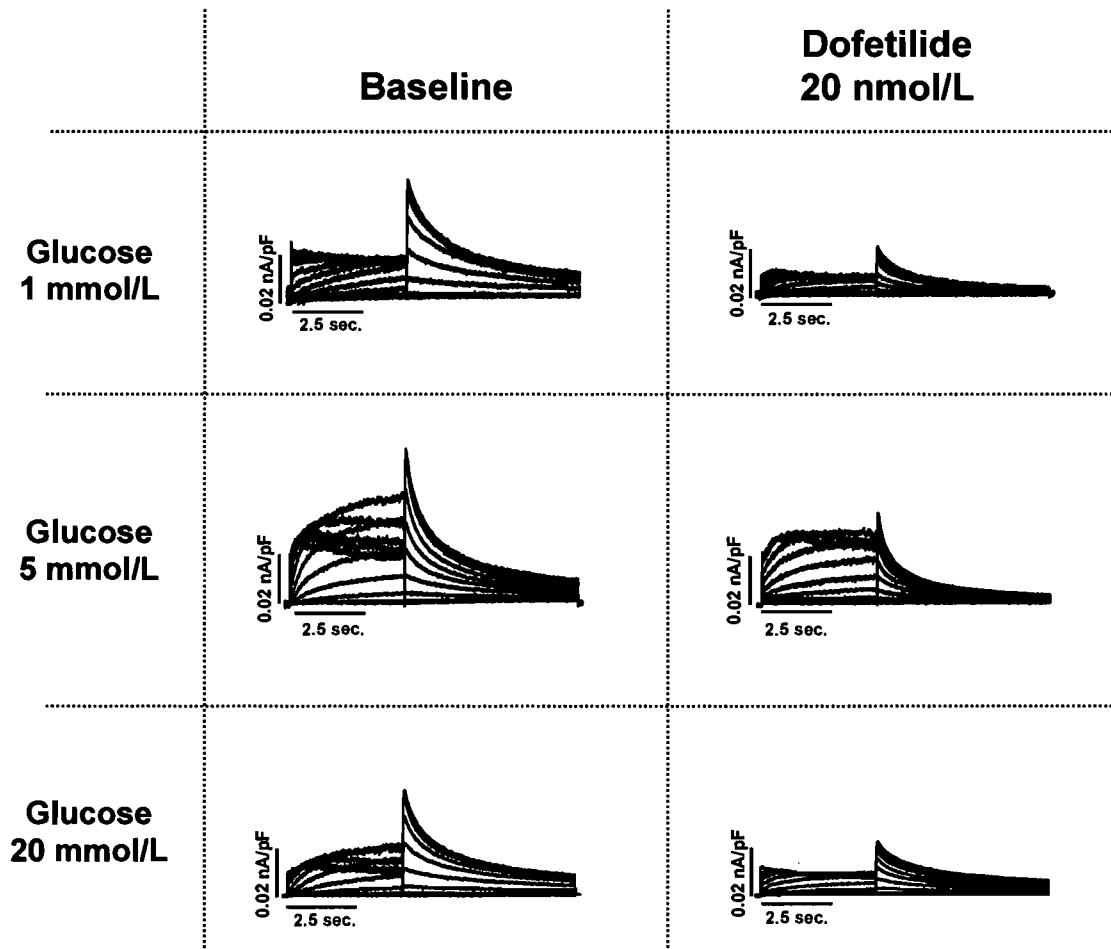 Baseline
Dofetilide
20 nmol/L
Glucose
1 mmol/L
0.02 nA/pF
2.5 sec.
0.02 nA/pF
2.5 sec.
Glucose
5 mmol/L
0.02 nA/pF
2.5 sec.
0.02 nA/pF
2.5 sec.
Glucose
20 mmol/L
0.02 nA/pF
2.5 sec.
0.02 nA/pF
2.5 sec.